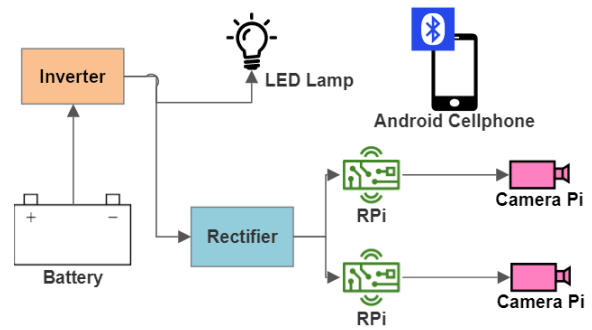 Inverter
LED Lamp
Android Cellphone
+ −
Battery
Rectifier
RPi
Camera Pi
RPi
Camera Pi